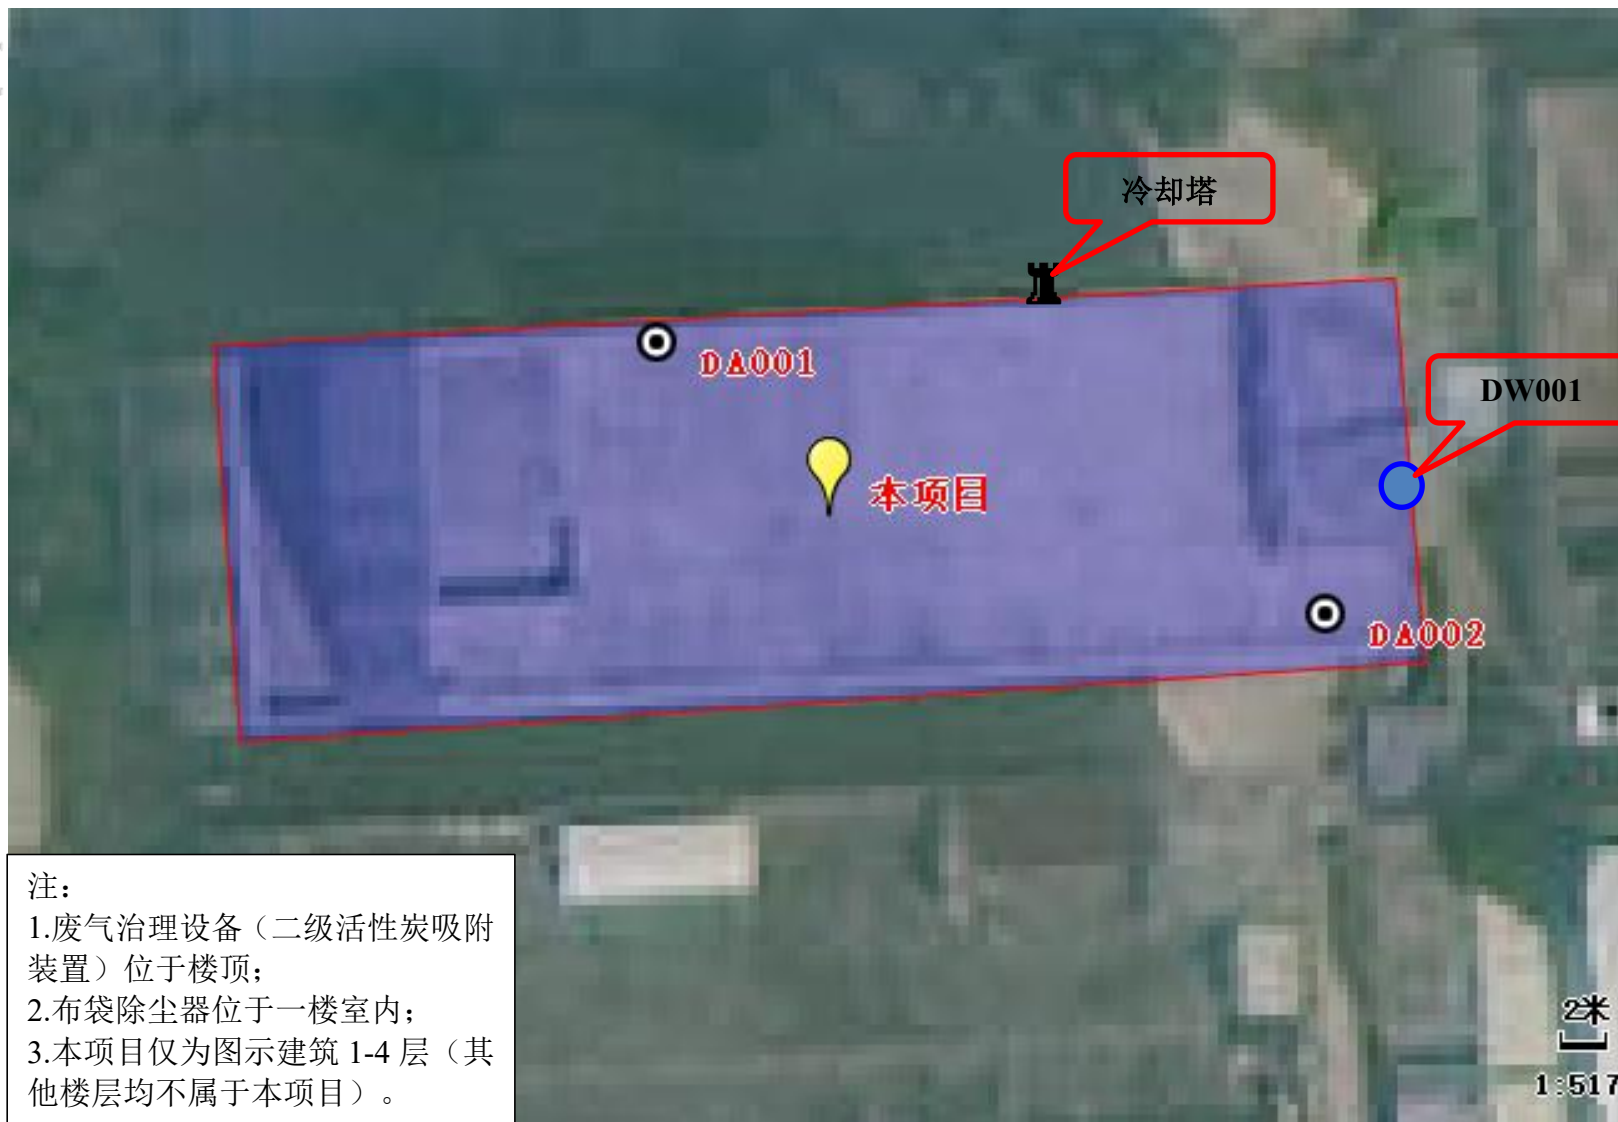 冷却塔
DA001
DW001
本项目
DA002
注：
1.废气治理设备（二级活性炭吸附
装置）位于楼顶；
2.布袋除尘器位于一楼室内；
3.本项目仅为图示建筑 1-4 层（其
他楼层均不属于本项目）。
2米
1:517